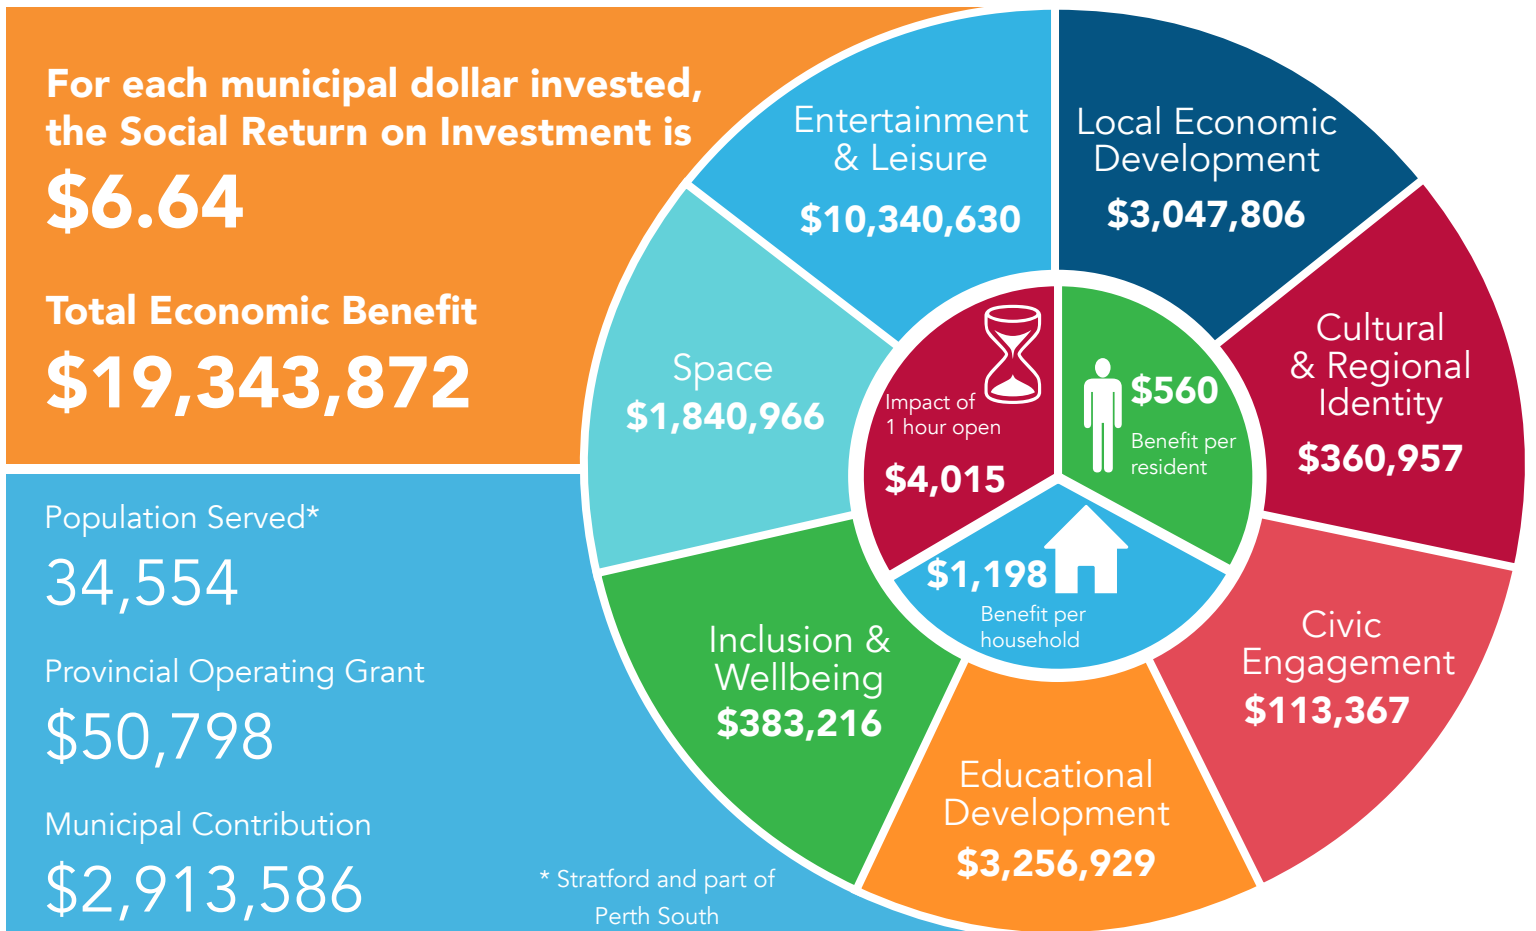 For each municipal dollar invested,
the Social Return on Investment is
$6.64
Total Economic Benefit
$19,343,872
Population Served*
34,554
Provincial Operating Grant
$50,798
Municipal Contribution
$2,913,586
* Stratford and part of
Perth South
Entertainment
& Leisure
$10,340,630
Local Economic
Development
$3,047,806
Cultural
& Regional
Identity
$360,957
Civic
Engagement
$113,367
Educational
Development
$3,256,929
Inclusion &
Wellbeing
$383,216
Space
$1,840,966
Impact of
1 hour open
$4,015
$560
Benefit per
resident
$1,198
Benefit per
household